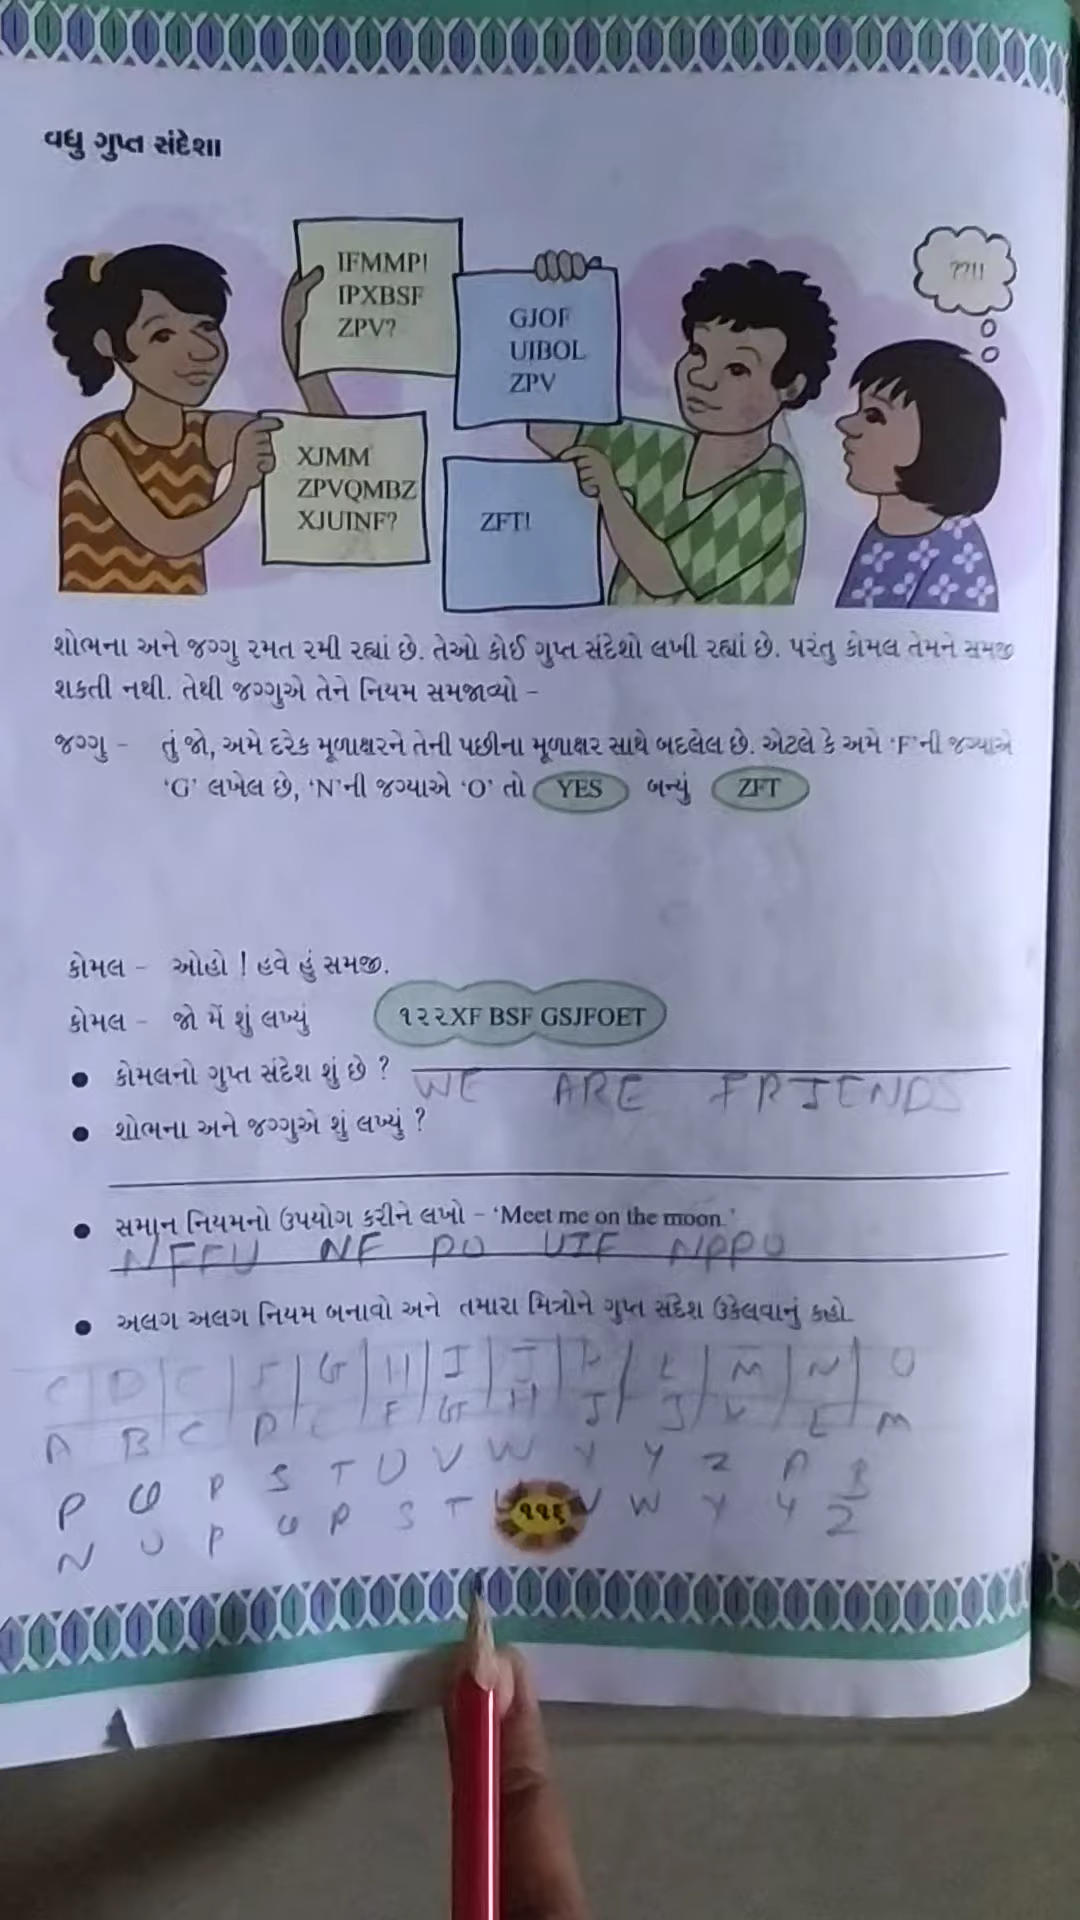 વધુ ગુપ્ત સંદેશા
IFMMP!
IPXBSF
ZPV?
GJOF
UIBOL
ZPV
??!!
XJMM
ZPVQMBZ
XJUINF?
ZFT!
શોભના અને જગ્ગુ રમત રમી રહ્યાં છે. તેઓ કોઈ ગુપ્ત સંદેશો લખી રહ્યાં છે. પરંતુ કોમલ તેમને સમજી
શકતી નથી. તેથી જગ્ગુએ તેને નિયમ સમજાવ્યો –
જગ્ગુ – તું જો, અમે દરેક મૂળાક્ષરને તેની પછીના મૂળાક્ષર સાથે બદલેલ છે. એટલે કે અમે ‘F’ની જગ્યાએ
‘G’ લખેલ છે, ‘N’ની જગ્યાએ ‘O’ તો YES બન્યું ZFT
કોમલ – ઓહો ! હવે હું સમજી.
કોમલ – જો મેં શું લખ્યું ૧૨૨XF BSF GSJFOET
● કોમલનો ગુપ્ત સંદેશ શું છે ?
WE ARE FRIENDS
● શોભના અને જગ્ગુએ શું લખ્યું ?
● સમાન નિયમનો ઉપયોગ કરીને લખો – ‘Meet me on the moon.’
NFFU NF PO UIF NPPO
● અલગ અલગ નિયમ બનાવો અને તમારા મિત્રોને ગુપ્ત સંદેશ ઉકેલવાનું કહો.
G H I J L M N O
A B C D F G H J J L M
P Q S T U V W Y Z A B
N P S T W Y Z
૧૧૬